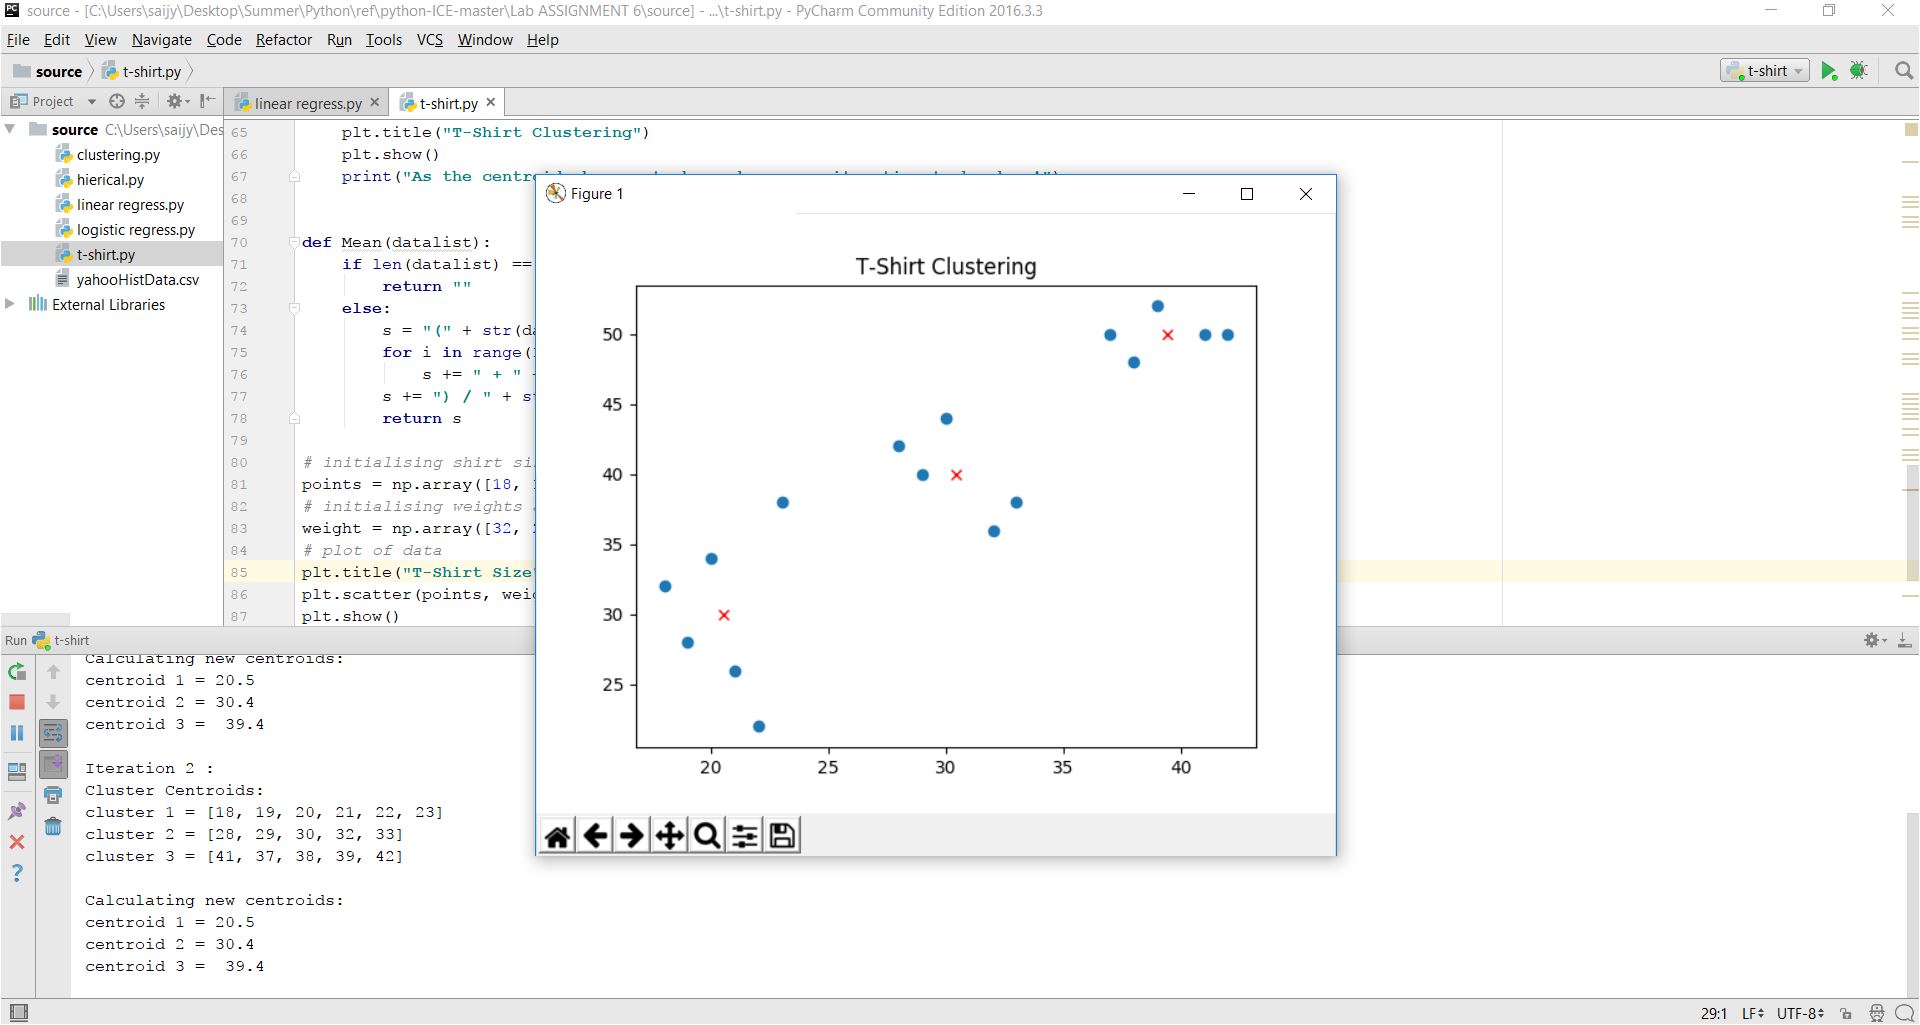 source - [C:\Users\saijy\Desktop\Summer\Python\ref\python-ICE-master\Lab ASSIGNMENT 6\source] - ...\t-shirt.py - PyCharm Community Edition 2016.3.3
File Edit View Navigate Code Refactor Run Tools VCS Window Help
source t-shirt.py t-shirt
Project linear regress.py t-shirt.py
source C:\Users\saijy\Des
clustering.py
hierical.py
linear regress.py
logistic regress.py
t-shirt.py
yahooHistData.csv
External Libraries
65 plt.title("T-Shirt Clustering")
66 plt.show()
67 print("As the
68
69
70 def Mean(datalist):
71 if len(datalist) ==
72 return ""
73 else:
74 s = "(" + str(da
75 for i in range(
76 s += " + "
77 s += ") / " + st
78 return s
79
80 # initialising shirt si
81 points = np.array([18,
82 # initialising weights
83 weight = np.array([32,
84 # plot of data
85 plt.title("T-Shirt Size"
86 plt.scatter(points, wei
87 plt.show()
Figure 1
T-Shirt Clustering
50
45
40
35
30
25
20 25 30 35 40
Run t-shirt
Calculating new centroids:
centroid 1 = 20.5
centroid 2 = 30.4
centroid 3 =  39.4
Iteration 2 :
Cluster Centroids:
cluster 1 = [18, 19, 20, 21, 22, 23]
cluster 2 = [28, 29, 30, 32, 33]
cluster 3 = [41, 37, 38, 39, 42]
Calculating new centroids:
centroid 1 = 20.5
centroid 2 = 30.4
centroid 3 =  39.4
29:1 LF UTF-8